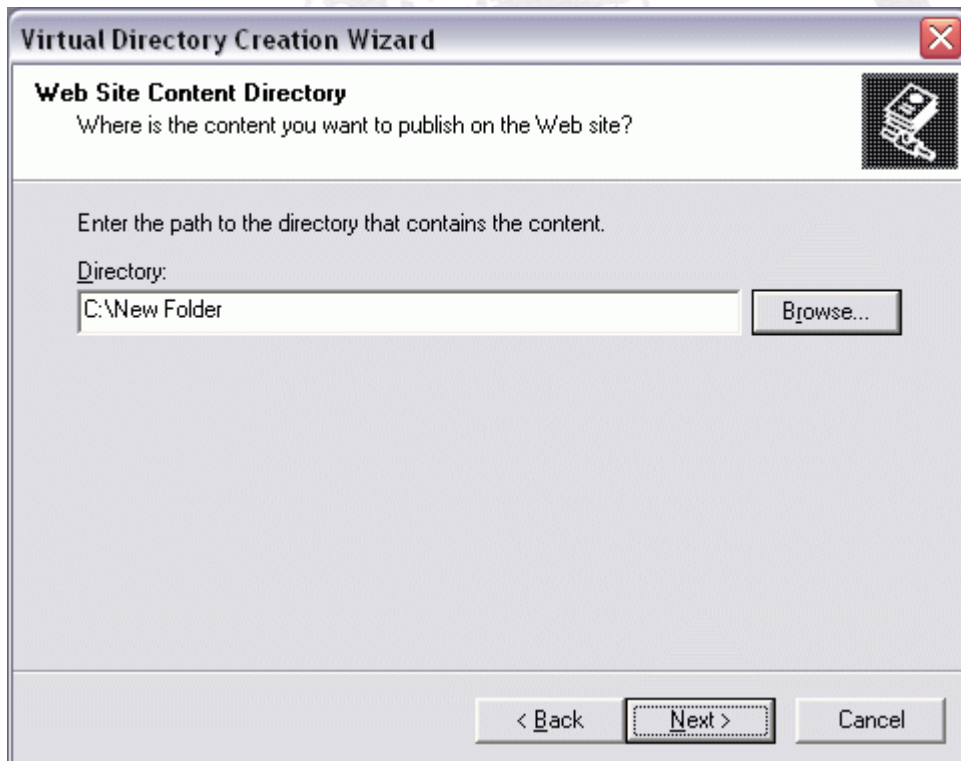 Virtual Directory Creation Wizard
Web Site Content Directory
Where is the content you want to publish on the Web site?
Enter the path to the directory that contains the content.
Directory:
C:\New Folder
Browse...
< Back Next > Cancel